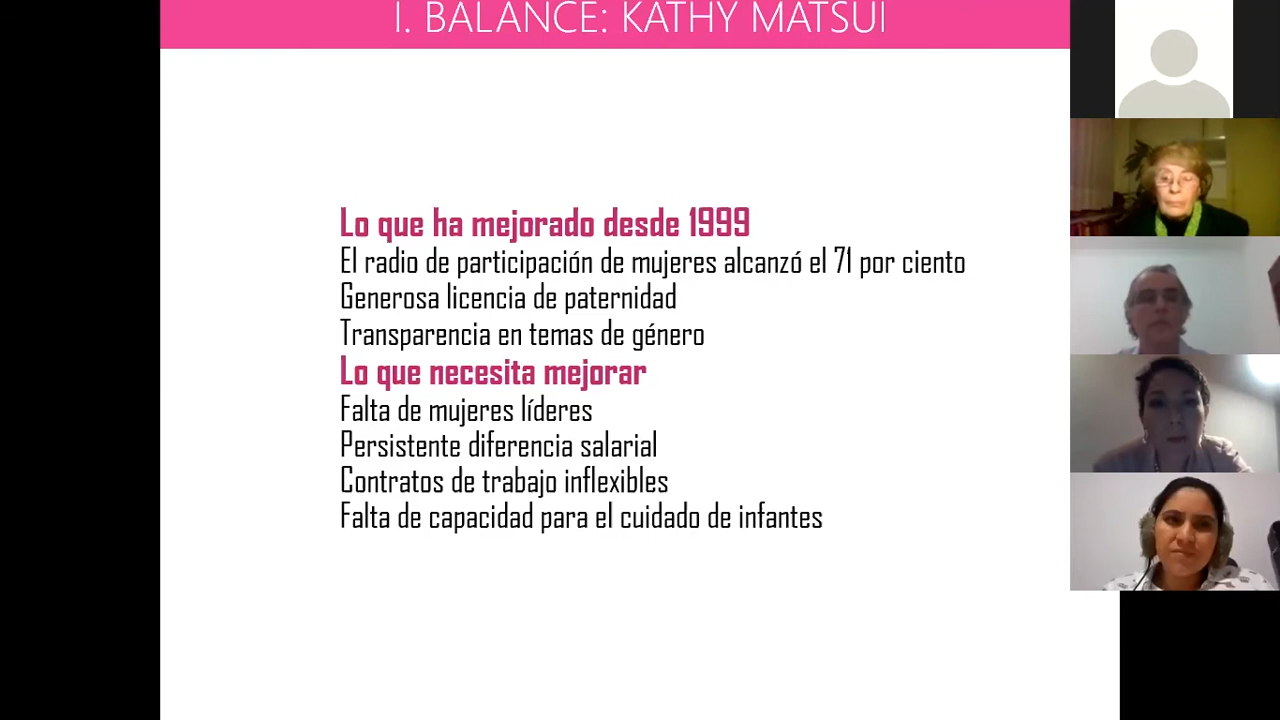 I. BALANCE: KATHY MATSUI
Lo que ha mejorado desde 1999
El radio de participación de mujeres alcanzó el 71 por ciento
Generosa licencia de paternidad
Transparencia en temas de género
Lo que necesita mejorar
Falta de mujeres líderes
Persistente diferencia salarial
Contratos de trabajo inflexibles
Falta de capacidad para el cuidado de infantes